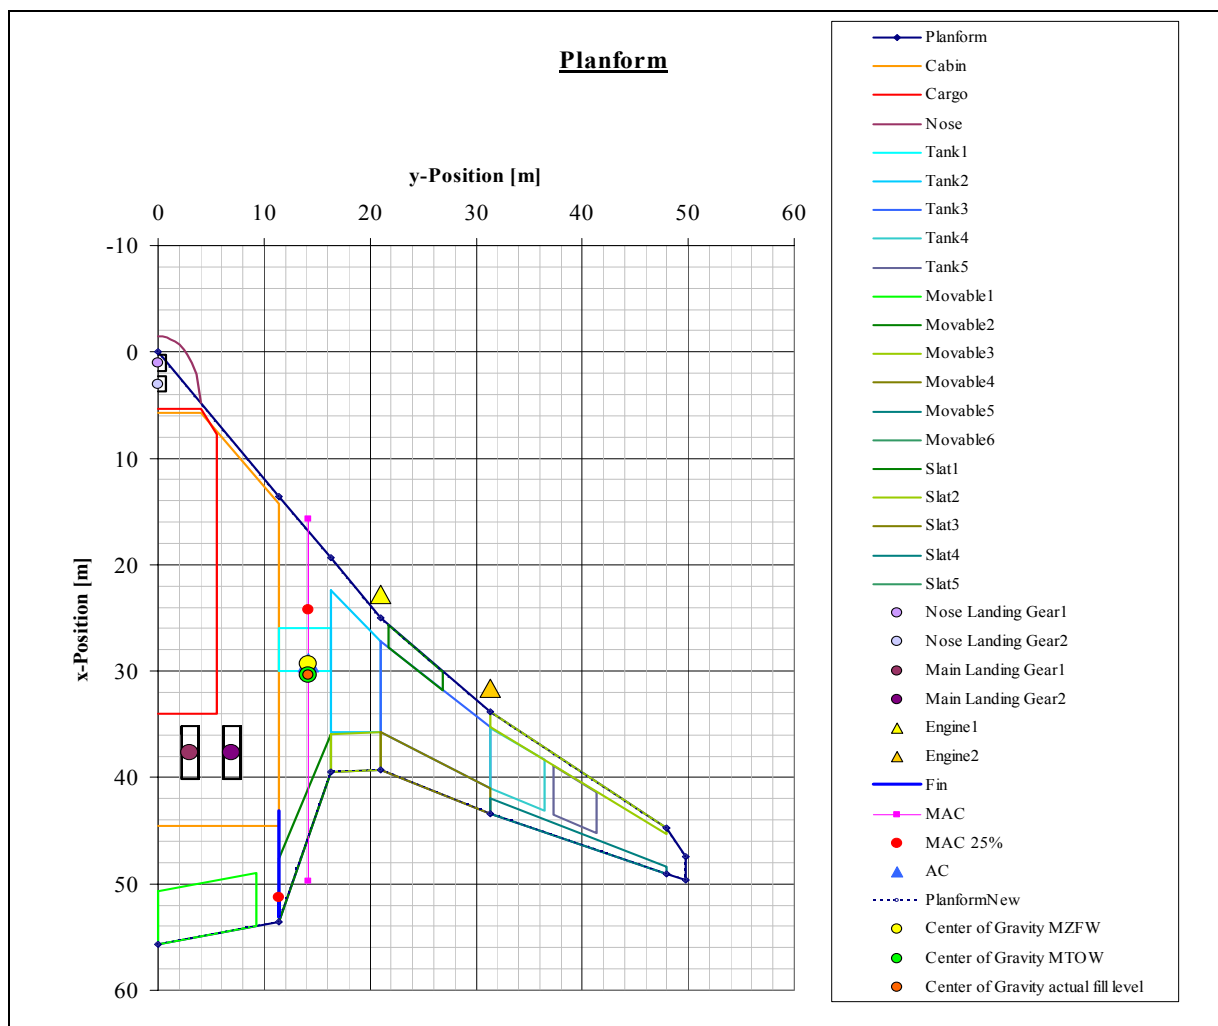 Planform
y-Position [m]
0 10 20 30 40 50 60
-10
0
10
20
30
40
50
60
x-Position [m]
Planform
Cabin
Cargo
Nose
Tank1
Tank2
Tank3
Tank4
Tank5
Movable1
Movable2
Movable3
Movable4
Movable5
Movable6
Slat1
Slat2
Slat3
Slat4
Slat5
Nose Landing Gear1
Nose Landing Gear2
Main Landing Gear1
Main Landing Gear2
Engine1
Engine2
Fin
MAC
MAC 25%
AC
PlanformNew
Center of Gravity MZFW
Center of Gravity MTOW
Center of Gravity actual fill level